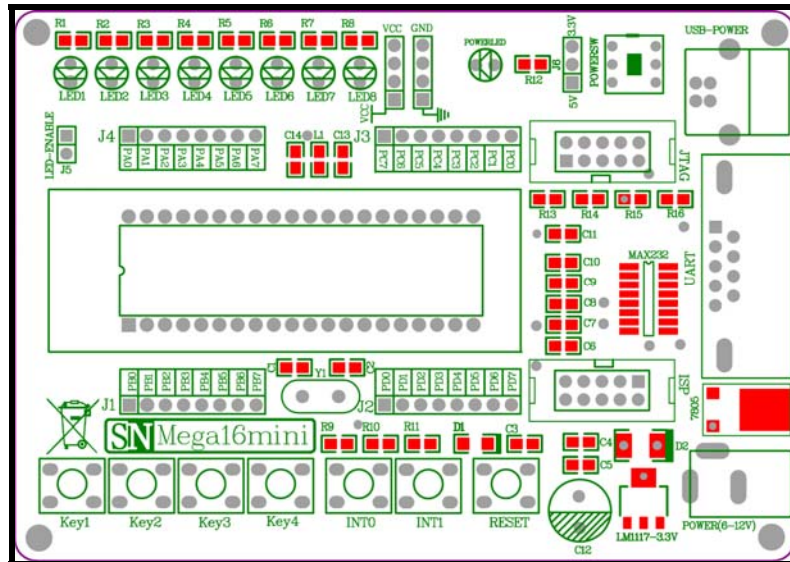 R1 R2 R3 R4 R5 R6 R7 R8
VCC GND
POWERLED
R12
J6
3.3V
5V
POWERSW
USB-POWER
LED1 LED2 LED3 LED4 LED5 LED6 LED7 LED8
VCC
LED-ENABLE
J5
J4
PA0 PA1 PA2 PA3 PA4 PA5 PA6 PA7
C14 L1 C13
J3
PC7 PC6 PC5 PC4 PC3 PC2 PC1 PC0
JTAG
R13 R14 R15 R16
C11
C10
C9
C8
C7
C6
MAX232
UART
J1
PB0 PB1 PB2 PB3 PB4 PB5 PB6 PB7
C1 Y1 C2
J2
PD0 PD1 PD2 PD3 PD4 PD5 PD6 PD7
ISP
7805
SN Mega16mini
R9 R10 R11 D1 C3
C4
C5
D2
Key1 Key2 Key3 Key4 INT0 INT1 RESET
C12
LM1117-3.3V
POWER(6-12V)